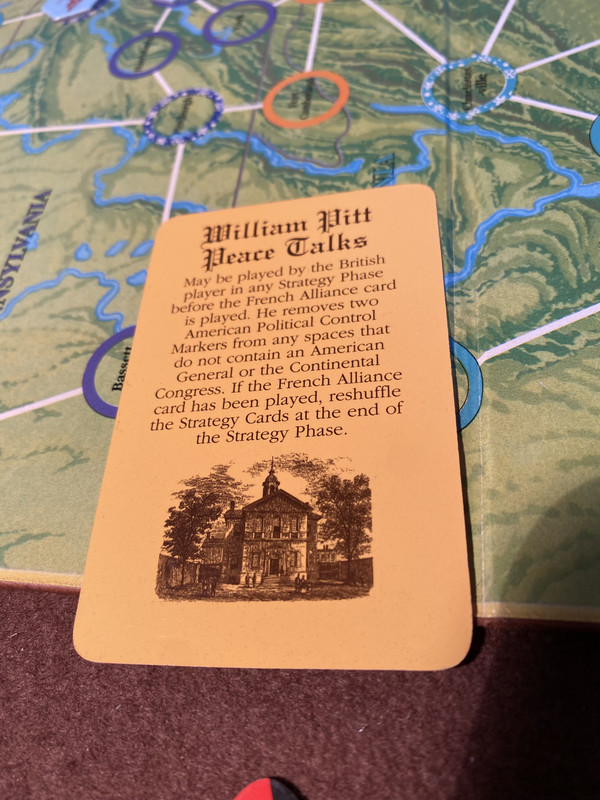 NSYLVANIA
NIA
Bassett
William Pitt
Peace Talks
May be played by the British
player in any Strategy Phase
before the French Alliance card
is played. He removes two
American Political Control
Markers from any spaces that
do not contain an American
General or the Continental
Congress. If the French Alliance
card has been played, reshuffle
the Strategy Cards at the end of
the Strategy Phase.